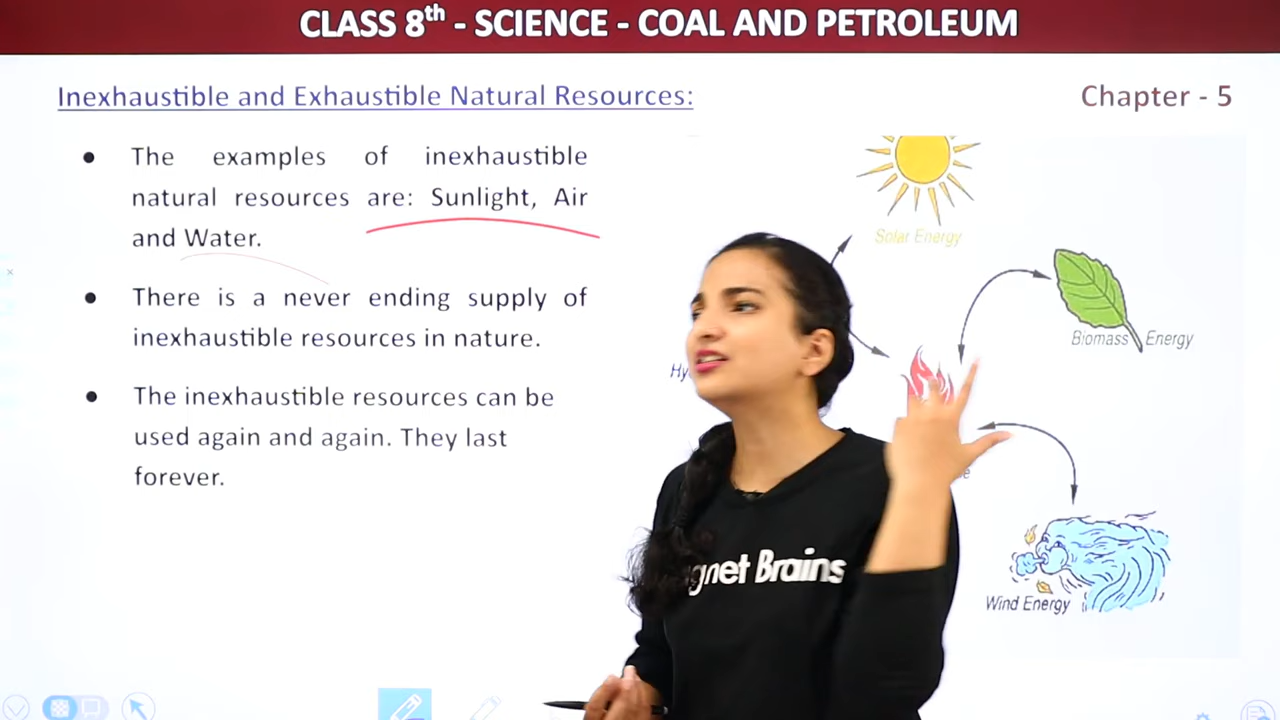 CLASS 8th - SCIENCE - COAL AND PETROLEUM
Inexhaustible and Exhaustible Natural Resources:
Chapter - 5
● The examples of inexhaustible
natural resources are: Sunlight, Air
and Water.
● There is a never ending supply of
inexhaustible resources in nature.
● The inexhaustible resources can be
used again and again. They last
forever.
Solar Energy
Biomass Energy
Wind Energy
Brains